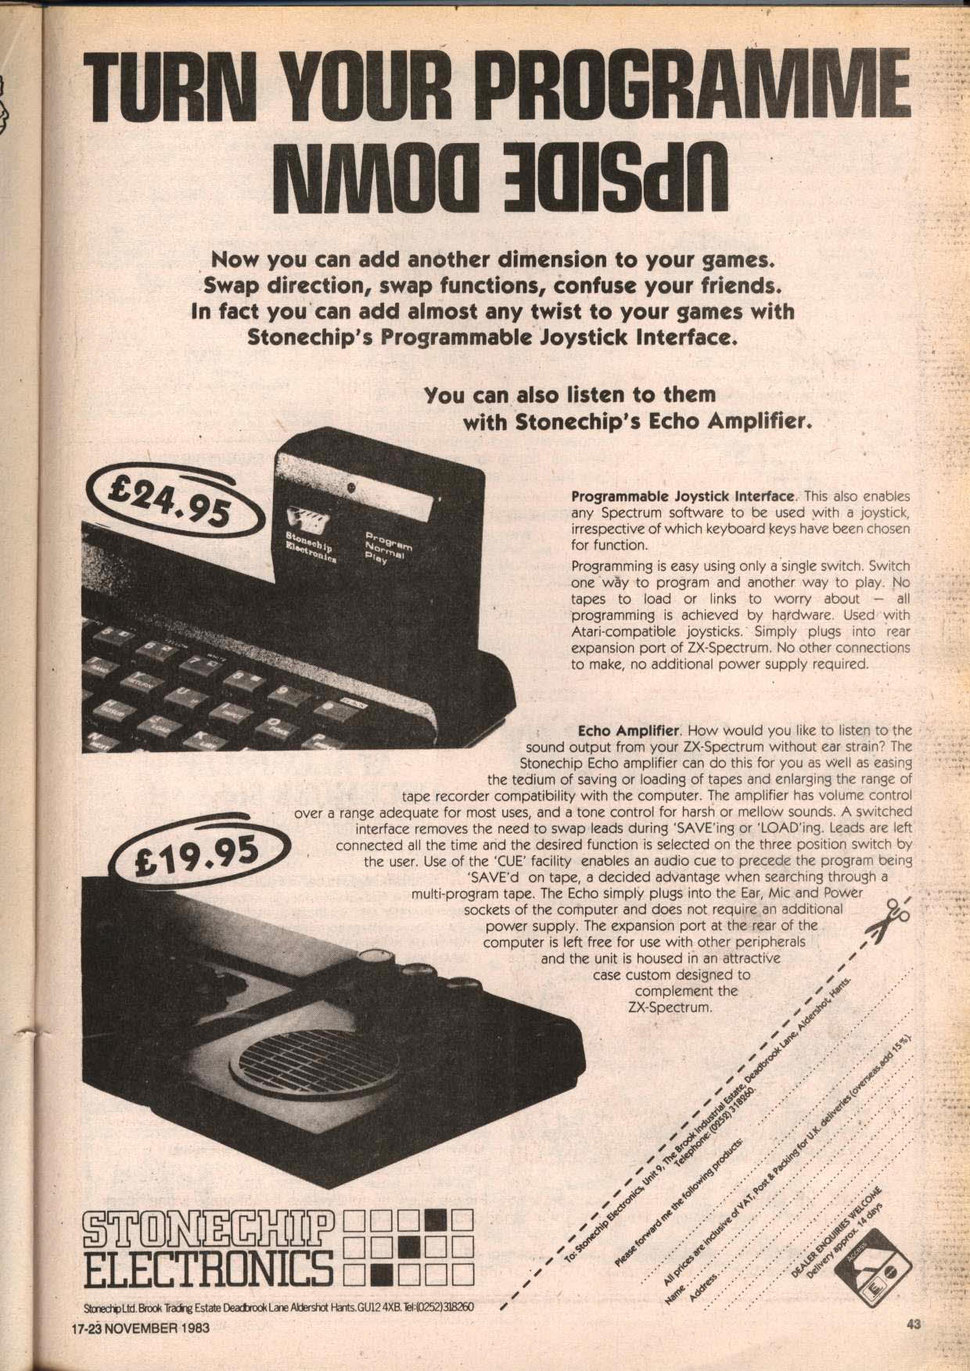 TURN YOUR PROGRAMME
UPSIDE DOWN
Now you can add another dimension to your games.
Swap direction, swap functions, confuse your friends.
In fact you can add almost any twist to your games with
Stonechip's Programmable Joystick Interface.
You can also listen to them
with Stonechip's Echo Amplifier.
£24.95
Stonechip
Electronics
Program
Normal
Play
Programmable Joystick Interface. This also enables
any Spectrum software to be used with a joystick,
irrespective of which keyboard keys have been chosen
for function.
Programming is easy using only a single switch. Switch
one way to program and another way to play. No
tapes to load or links to worry about — all
programming is achieved by hardware. Used with
Atari-compatible joysticks. Simply plugs into rear
expansion port of ZX-Spectrum. No other connections
to make, no additional power supply required.
£19.95
Echo Amplifier. How would you like to listen to the
sound output from your ZX-Spectrum without ear strain? The
Stonechip Echo amplifier can do this for you as well as easing
the tedium of saving or loading of tapes and enlarging the range of
tape recorder compatibility with the computer. The amplifier has volume control
over a range adequate for most uses, and a tone control for harsh or mellow sounds. A switched
interface removes the need to swap leads during 'SAVE'ing or 'LOAD'ing. Leads are left
connected all the time and the desired function is selected on the three position switch by
the user. Use of the 'CUE' facility enables an audio cue to precede the program being
'SAVE'd on tape, a decided advantage when searching through a
multi-program tape. The Echo simply plugs into the Ear, Mic and Power
sockets of the computer and does not require an additional
power supply. The expansion port at the rear of the
computer is left free for use with other peripherals
and the unit is housed in an attractive
case custom designed to
complement the
ZX-Spectrum.
To: Stonechip Electronics, Unit 9, The Brook Industrial Estate, Deadbrook Lane, Aldershot, Hants.
Telephone: (0252) 318260.
Please forward me the following products:
All prices are inclusive of VAT, Post & Packing for U.K. deliveries (overseas add 15%)
Name
Address
DEALER ENQUIRIES WELCOME
Delivery approx. 14 days
Access
STONECHIP
ELECTRONICS
Stonechip Ltd. Brook Trading Estate Deadbrook Lane Aldershot Hants. GU12 4XB. Tel: (0252) 318260
17-23 NOVEMBER 1983
43